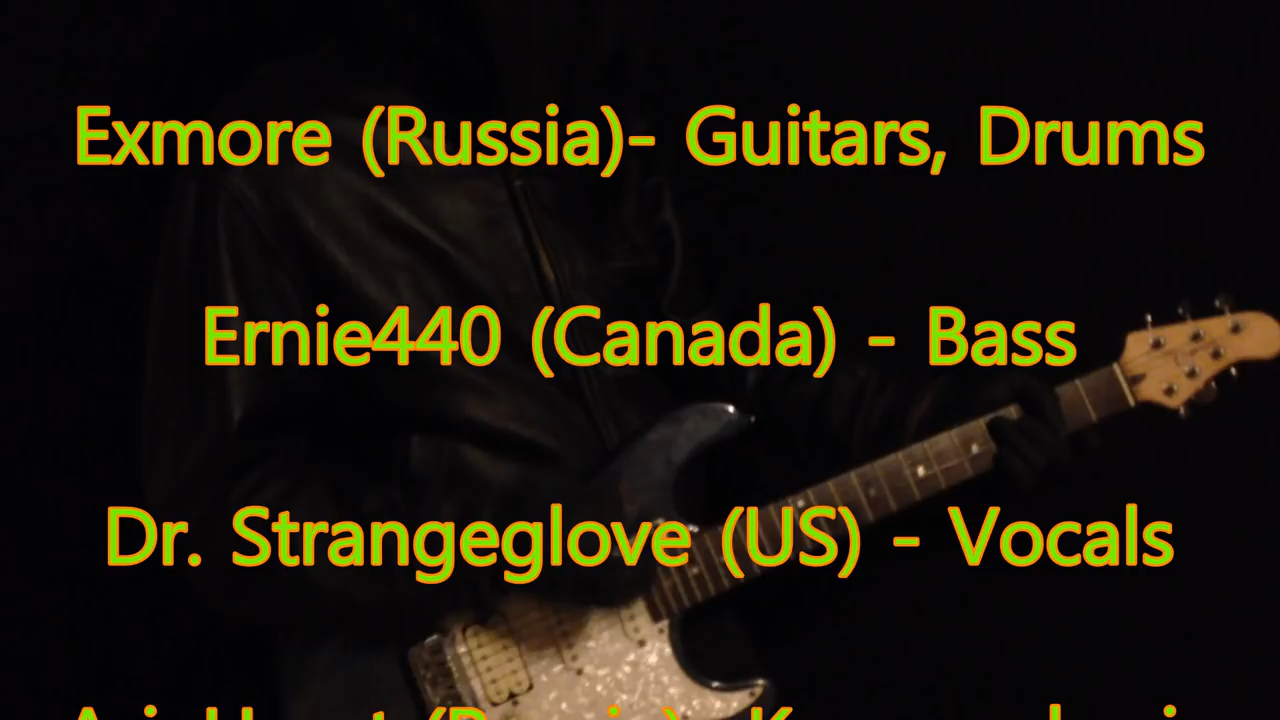 Exmore (Russia)- Guitars, Drums
Ernie440 (Canada) - Bass
Dr. Strangeglove (US) - Vocals